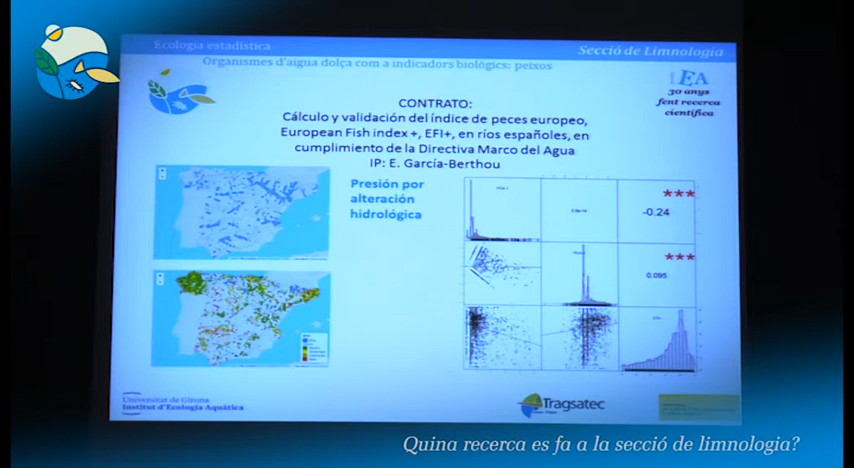 Ecologia estadística
Secció de Limnologia
Organismes d'aigua dolça com a indicadors biològics: peixos
IEA
30 anys
fent recerca
científica
CONTRATO:
Cálculo y validación del índice de peces europeo,
European Fish index +, EFI+, en ríos españoles, en
cumplimiento de la Directiva Marco del Agua
IP: E. García-Berthou
Presión por
alteración
hidrológica
***
-0.24
***
0.095
Universitat de Girona
Institut d'Ecologia Aquàtica
Tragsatec
Quina recerca es fa a la secció de limnologia?